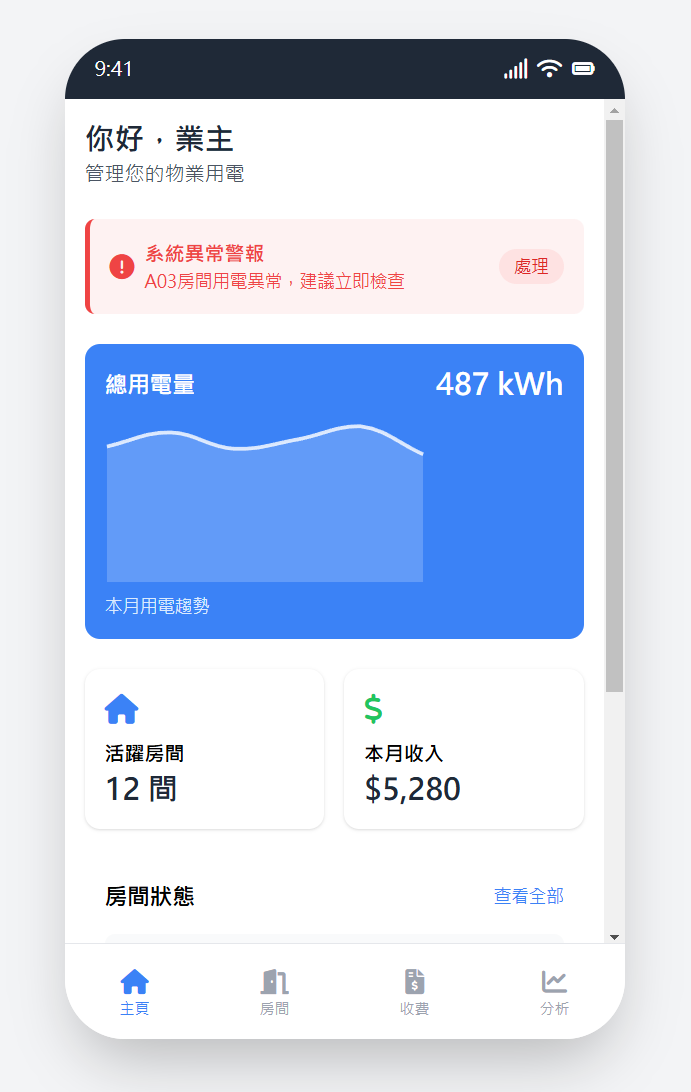 9:41
你好，業主
管理您的物業用電
系統異常警報
A03房間用電異常，建議立即檢查
處理
總用電量
487 kWh
本月用電趨勢
活躍房間
12 間
本月收入
$5,280
房間狀態
查看全部
主頁
房間
收費
分析